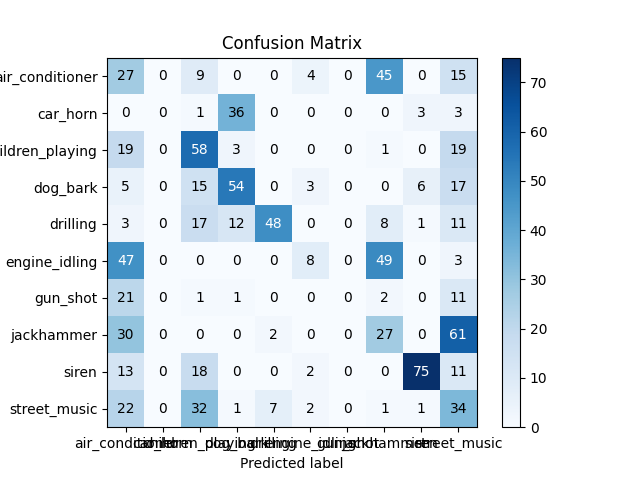 Confusion Matrix
air_conditioner 27 0 9 0 0 4 0 45 0 15
car_horn 0 0 1 36 0 0 0 0 3 3
ildren_playing 19 0 58 3 0 0 0 1 0 19
dog_bark 5 0 15 54 0 3 0 0 6 17
drilling 3 0 17 12 48 0 0 8 1 11
engine_idling 47 0 0 0 0 8 0 49 0 3
gun_shot 21 0 1 1 0 0 0 2 0 11
jackhammer 30 0 0 0 2 0 0 27 0 61
siren 13 0 18 0 0 2 0 0 75 11
street_music 22 0 32 1 7 2 0 1 1 34
street_music
Predicted label
70
60
50
40
30
20
10
0